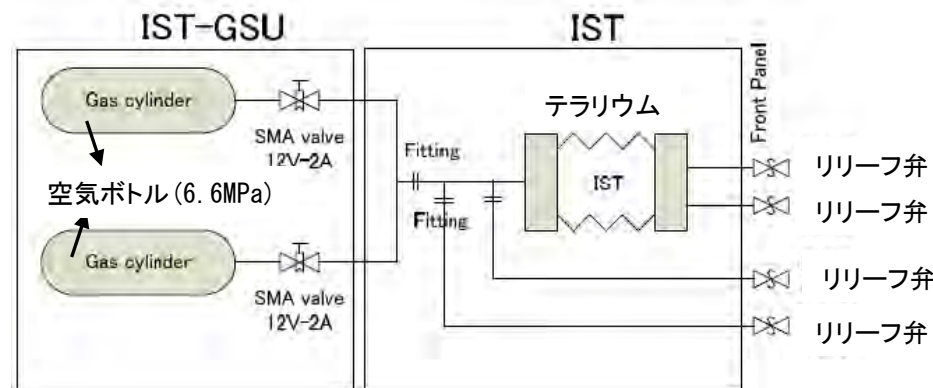 IST-GSU
IST
Gas cylinder
SMA valve
12V-2A
空気ボトル(6.6MPa)
Gas cylinder
SMA valve
12V-2A
テラリウム
Fitting
Fitting
IST
Front Panel
リリーフ弁
リリーフ弁
リリーフ弁
リリーフ弁